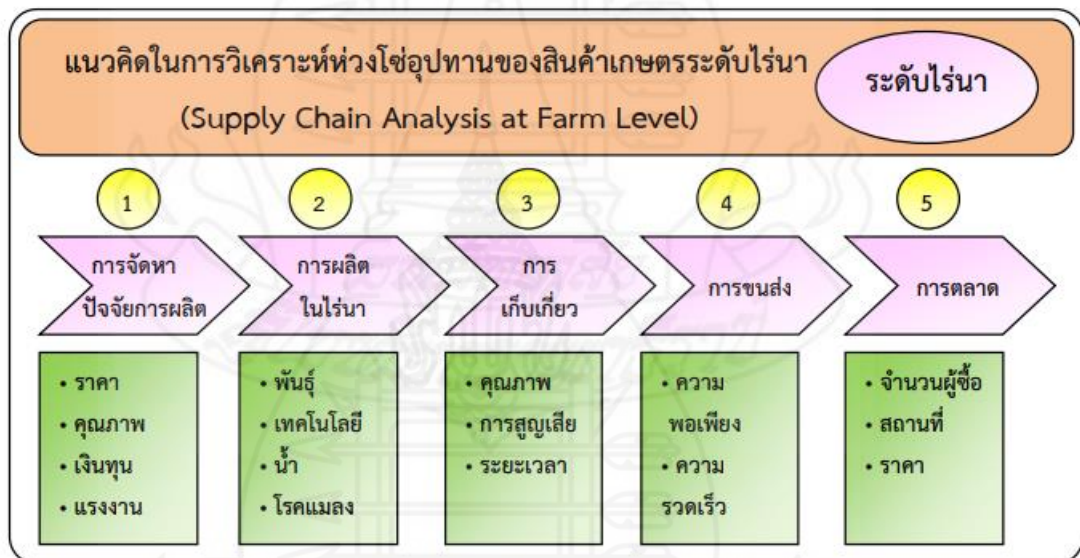 แนวคิดในการวิเคราะห์ห่วงโซ่อุปทานของสินค้าเกษตรระดับไร่นา
(Supply Chain Analysis at Farm Level)
ระดับไร่นา
1
2
3
4
5
การจัดหา
ปัจจัยการผลิต
การผลิต
ในไร่นา
การ
เก็บเกี่ยว
การขนส่ง
การตลาด
• ราคา
• คุณภาพ
• เงินทุน
• แรงงาน
• พันธุ์
• เทคโนโลยี
• น้ำ
• โรคแมลง
• คุณภาพ
• การสูญเสีย
• ระยะเวลา
• ความ
พอเพียง
• ความ
รวดเร็ว
• จำนวนผู้ซื้อ
• สถานที่
• ราคา